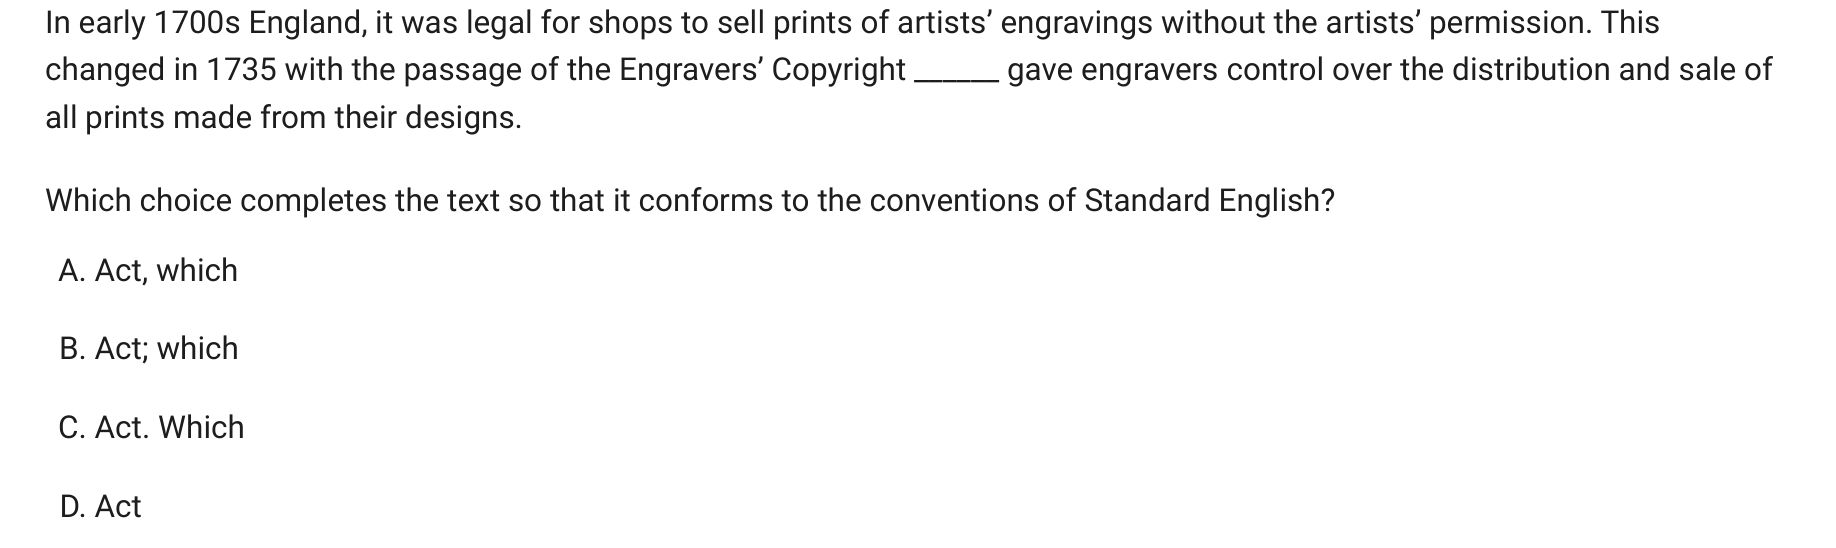 In early 1700s England, it was legal for shops to sell prints of artists’ engravings without the artists’ permission. This
changed in 1735 with the passage of the Engravers’ Copyright ______ gave engravers control over the distribution and sale of
all prints made from their designs.
Which choice completes the text so that it conforms to the conventions of Standard English?
A. Act, which
B. Act; which
C. Act. Which
D. Act